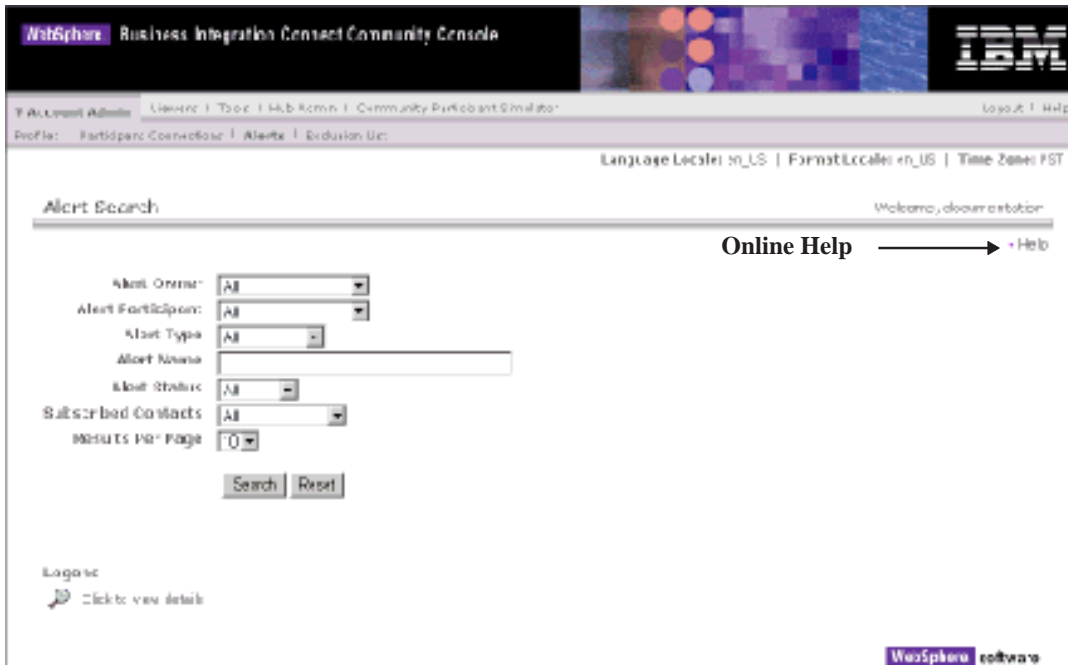 WebSphere Business Integration Connect Community Console
IBM
Account Admin Viewers | Tools | Hub Admin | Community Participant Simulator Logout | Help
Profiles Participant Connections | Alerts | Exclusion List
Language Locale: en_US | Format Locale: en_US | Time Zone: PST
Alert Search Welcome, documentation
Online Help Help
Alert Owner All
Alert Participant All
Alert Type All
Alert Name
Alert Status All
Subscribed Contacts All
Results Per Page 10
Search Reset
Click to view details
WebSphere software